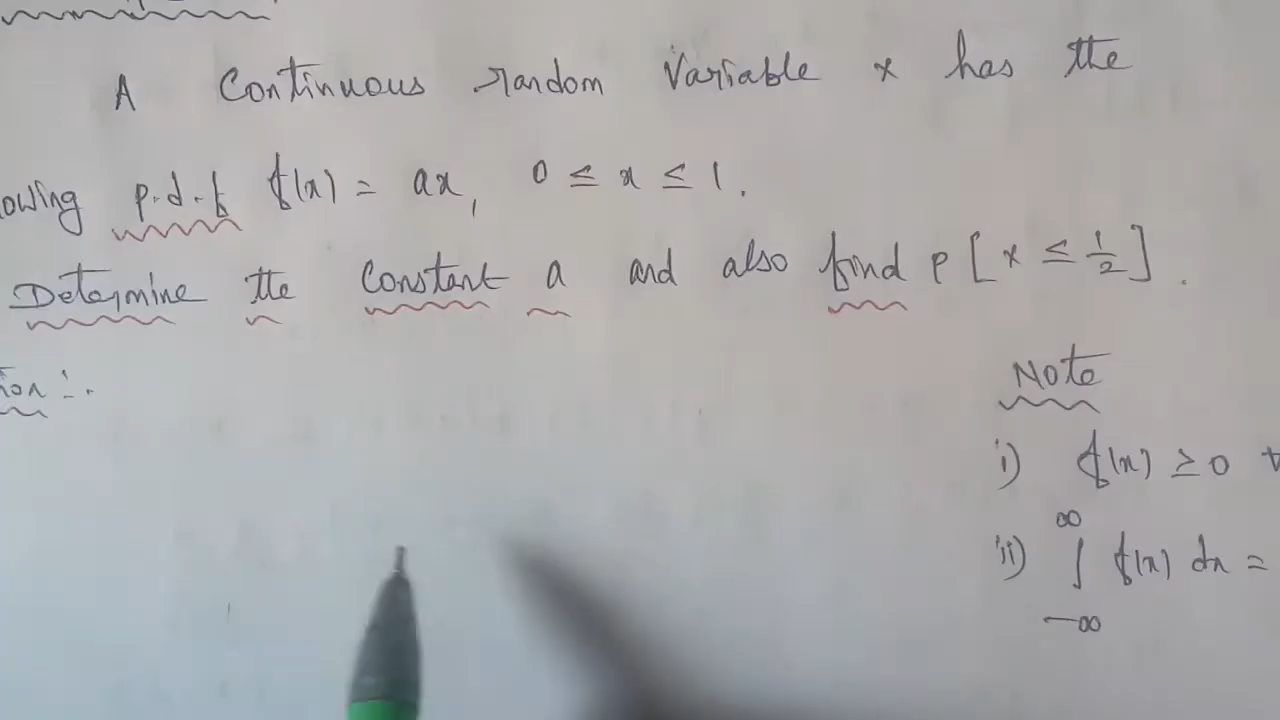 A Continuous random Variable x has the
owing p.d.f f(x) = ax, 0 ≤ x ≤ 1.
Determine the Constant a and also find P[x ≤ 1/2].
ion :-
Note
i) f(x) ≥ 0 ∀
ii) ∫_{-∞}^{∞} f(x) dx =